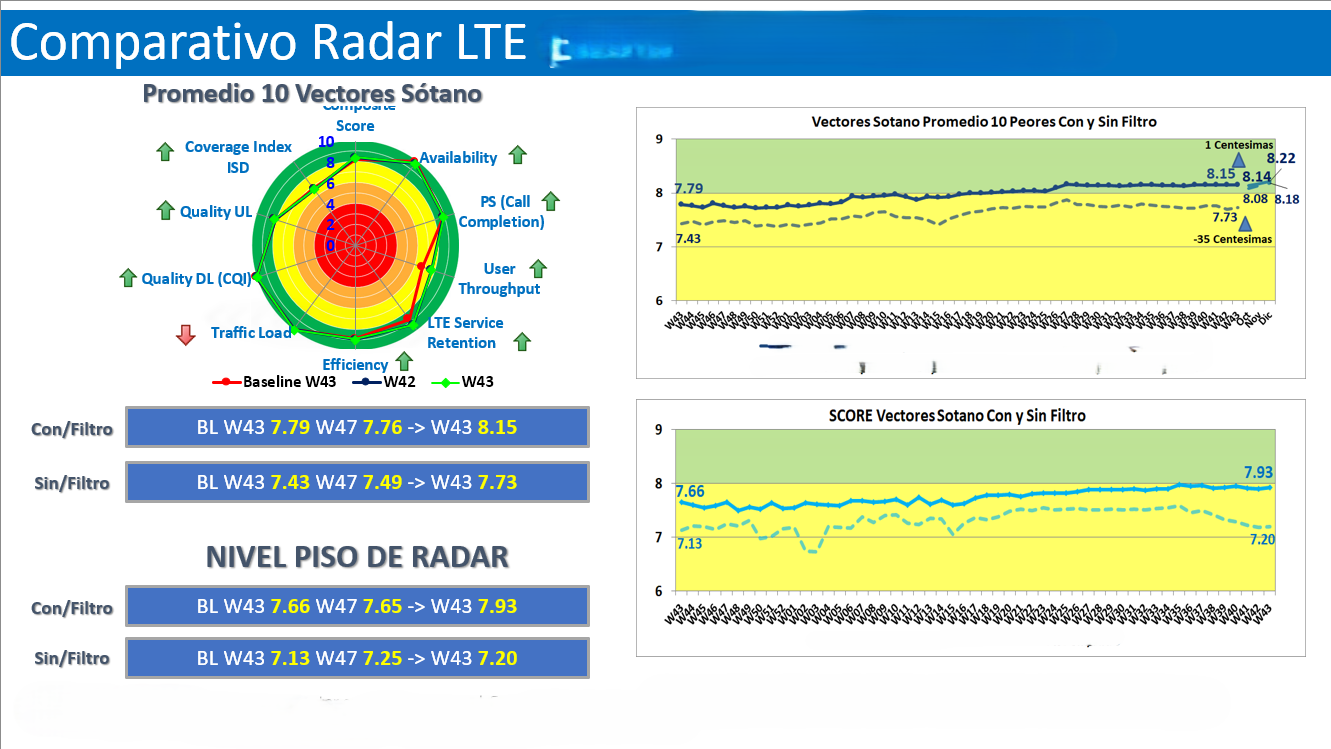 Comparativo Radar LTE
Promedio 10 Vectores Sótano
Composite
Score
Coverage Index
ISD
Availability
Quality UL
PS (Call
Completion)
Quality DL (CQI)
User
Throughput
Traffic Load
LTE Service
Retention
Efficiency
10
8
6
4
2
0
Baseline W43
W42
W43
Con/Filtro
BL W43 7.79 W47 7.76 -> W43 8.15
Sin/Filtro
BL W43 7.43 W47 7.49 -> W43 7.73
NIVEL PISO DE RADAR
Con/Filtro
BL W43 7.66 W47 7.65 -> W43 7.93
Sin/Filtro
BL W43 7.13 W47 7.25 -> W43 7.20
Vectores Sotano Promedio 10 Peores Con y Sin Filtro
9
8
7
6
1 Centesimas
8.22
8.15
8.14
7.79
8.08
8.18
7.73
7.43
-35 Centesimas
W43 W44 W45 W46 W47 W48 W49 W50 W51 W52 W01 W02 W03 W04 W05 W06 W07 W08 W09 W10 W11 W12 W13 W14 W15 W16 W17 W18 W19 W20 W21 W22 W23 W24 W25 W26 W27 W28 W29 W30 W31 W32 W33 W34 W35 W36 W37 W38 W39 W40 W41 W42 W43 Oct Nov Dic
SCORE Vectores Sotano Con y Sin Filtro
9
8
7
6
7.66
7.93
7.13
7.20
W43 W44 W45 W46 W47 W48 W49 W50 W51 W52 W01 W02 W03 W04 W05 W06 W07 W08 W09 W10 W11 W12 W13 W14 W15 W16 W17 W18 W19 W20 W21 W22 W23 W24 W25 W26 W27 W28 W29 W30 W31 W32 W33 W34 W35 W36 W37 W38 W39 W40 W41 W42 W43